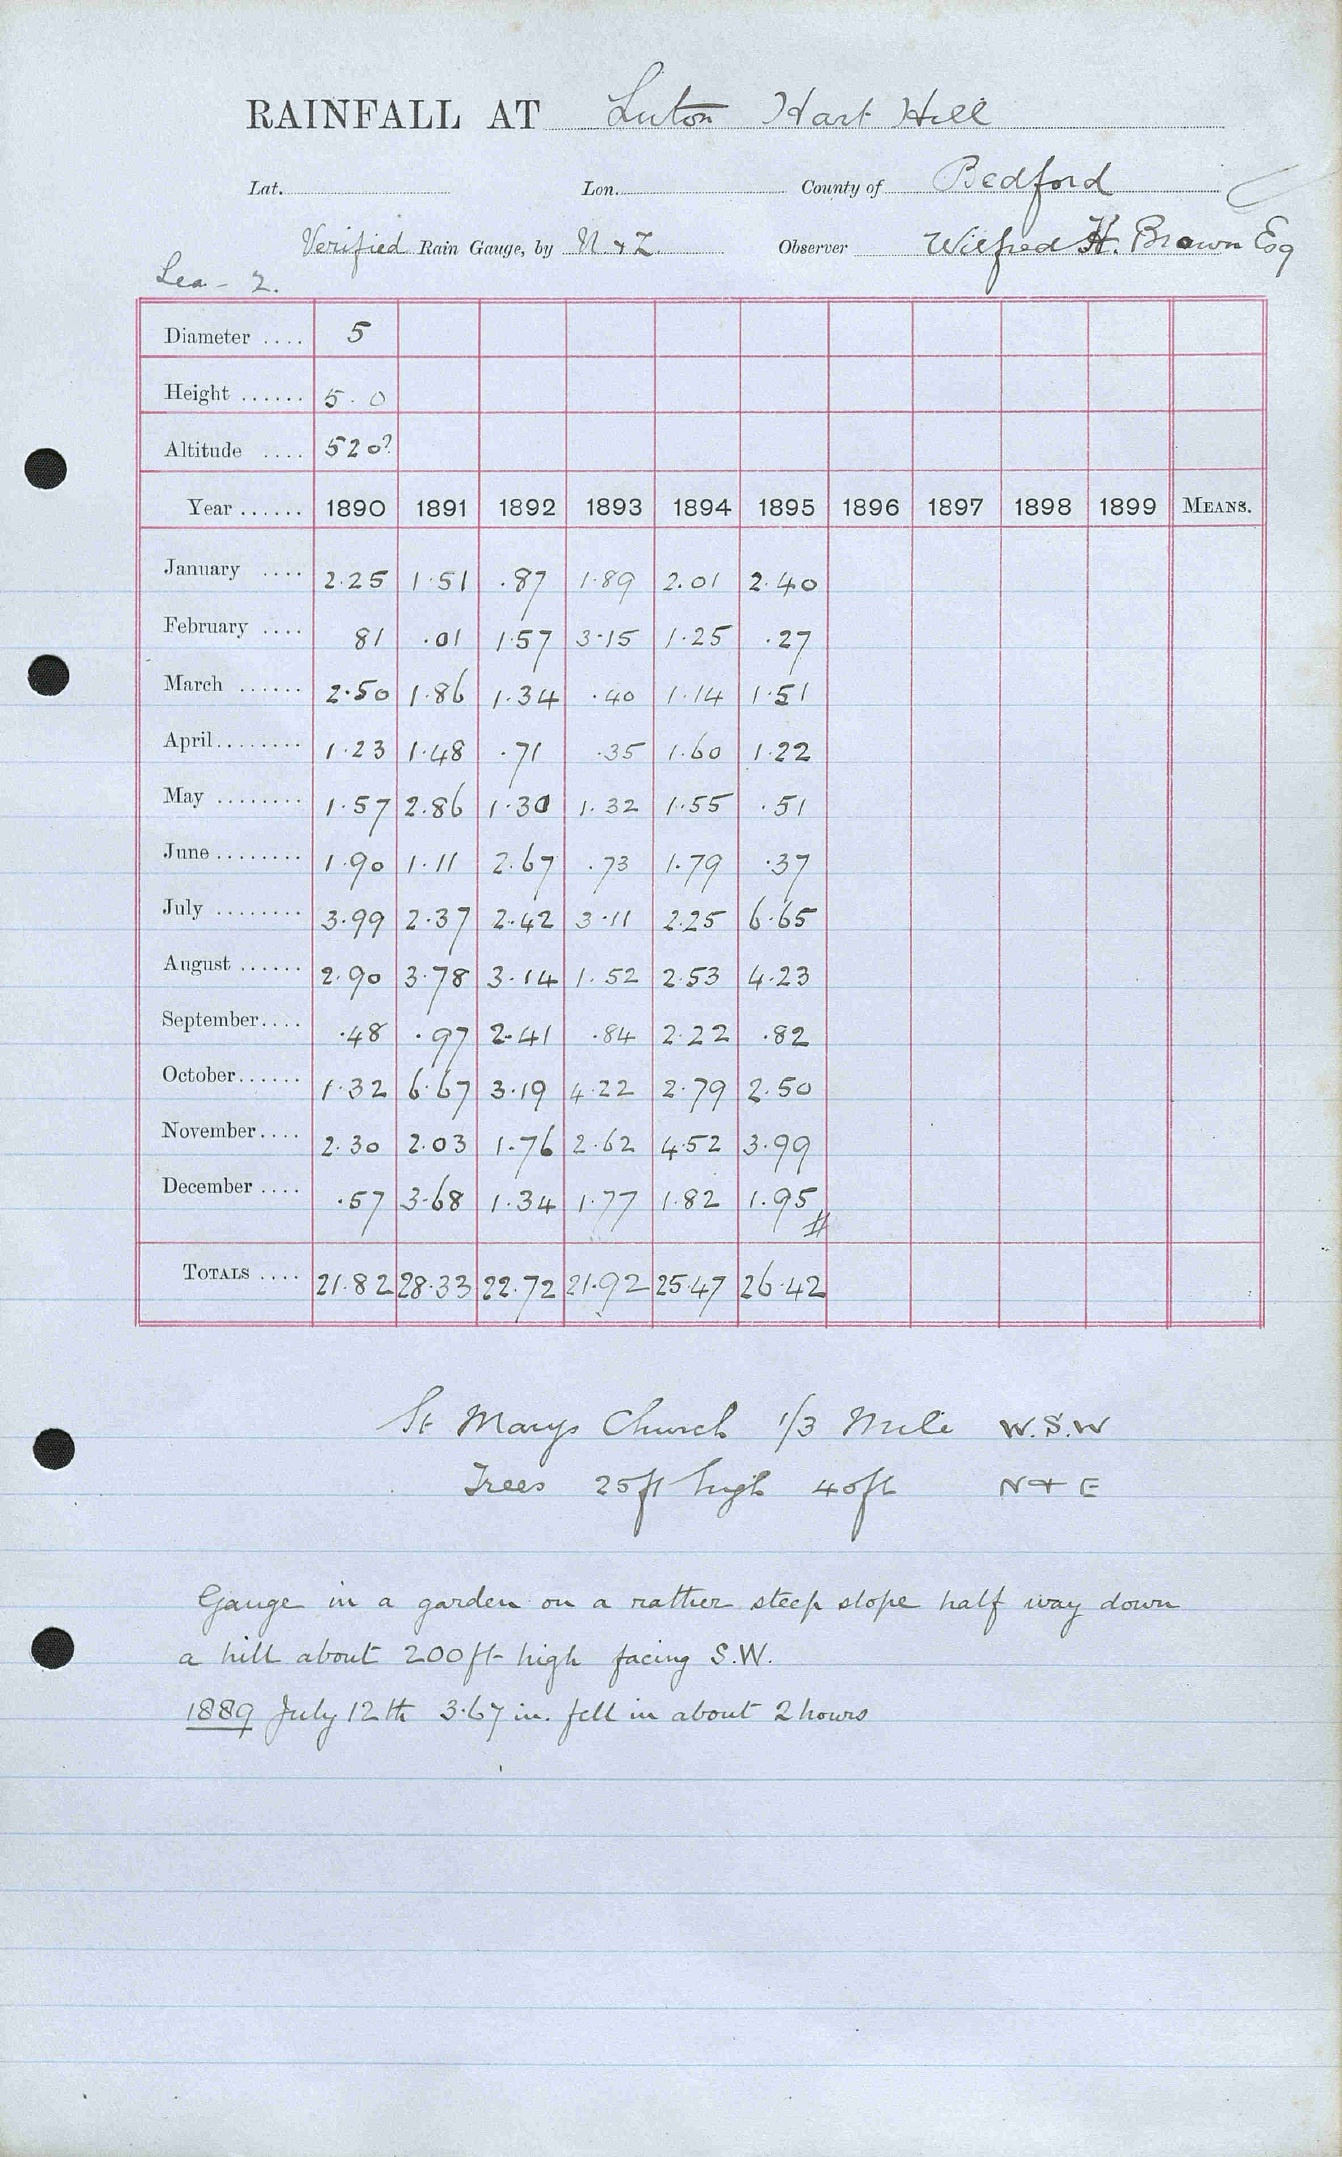 RAINFALL AT Luton Hart Hill
Lat. Lon. County of Bedford
Verified Rain Gauge, by N. & Z. Observer Wilfred H. Brown Esq
Lea - 2.
Diameter .... 5
Height ...... 5. 0
Altitude .... 520?
Year ...... 1890 1891 1892 1893 1894 1895 1896 1897 1898 1899 MEANS.
January .... 2.25 1.51 .87 1.89 2.01 2.40
February .... 81 .01 1.57 3.15 1.25 .27
March ...... 2.50 1.86 1.34 .40 1.14 1.51
April........ 1.23 1.48 .71 .35 1.60 1.22
May ........ 1.57 2.86 1.30 1.32 1.55 .51
June ........ 1.90 1.11 2.67 .73 1.79 .37
July ........ 3.99 2.37 2.42 3.11 2.25 6.65
August ...... 2.90 3.78 3.14 1.52 2.53 4.23
September.... .48 .97 2.41 .84 2.22 .82
October...... 1.32 6.67 3.19 4.22 2.79 2.50
November.... 2.30 2.03 1.76 2.62 4.52 3.99
December .... .57 3.68 1.34 1.77 1.82 1.95
TOTALS .... 21.82 28.33 22.72 21.92 25.47 26.42
St Marys Church 1/3 Mile W.S.W
Trees 25ft high 40ft N & E
Gauge in a garden on a rather steep slope half way down
a hill about 200ft high facing S.W.
1889 July 12th 3.67 in. fell in about 2 hours